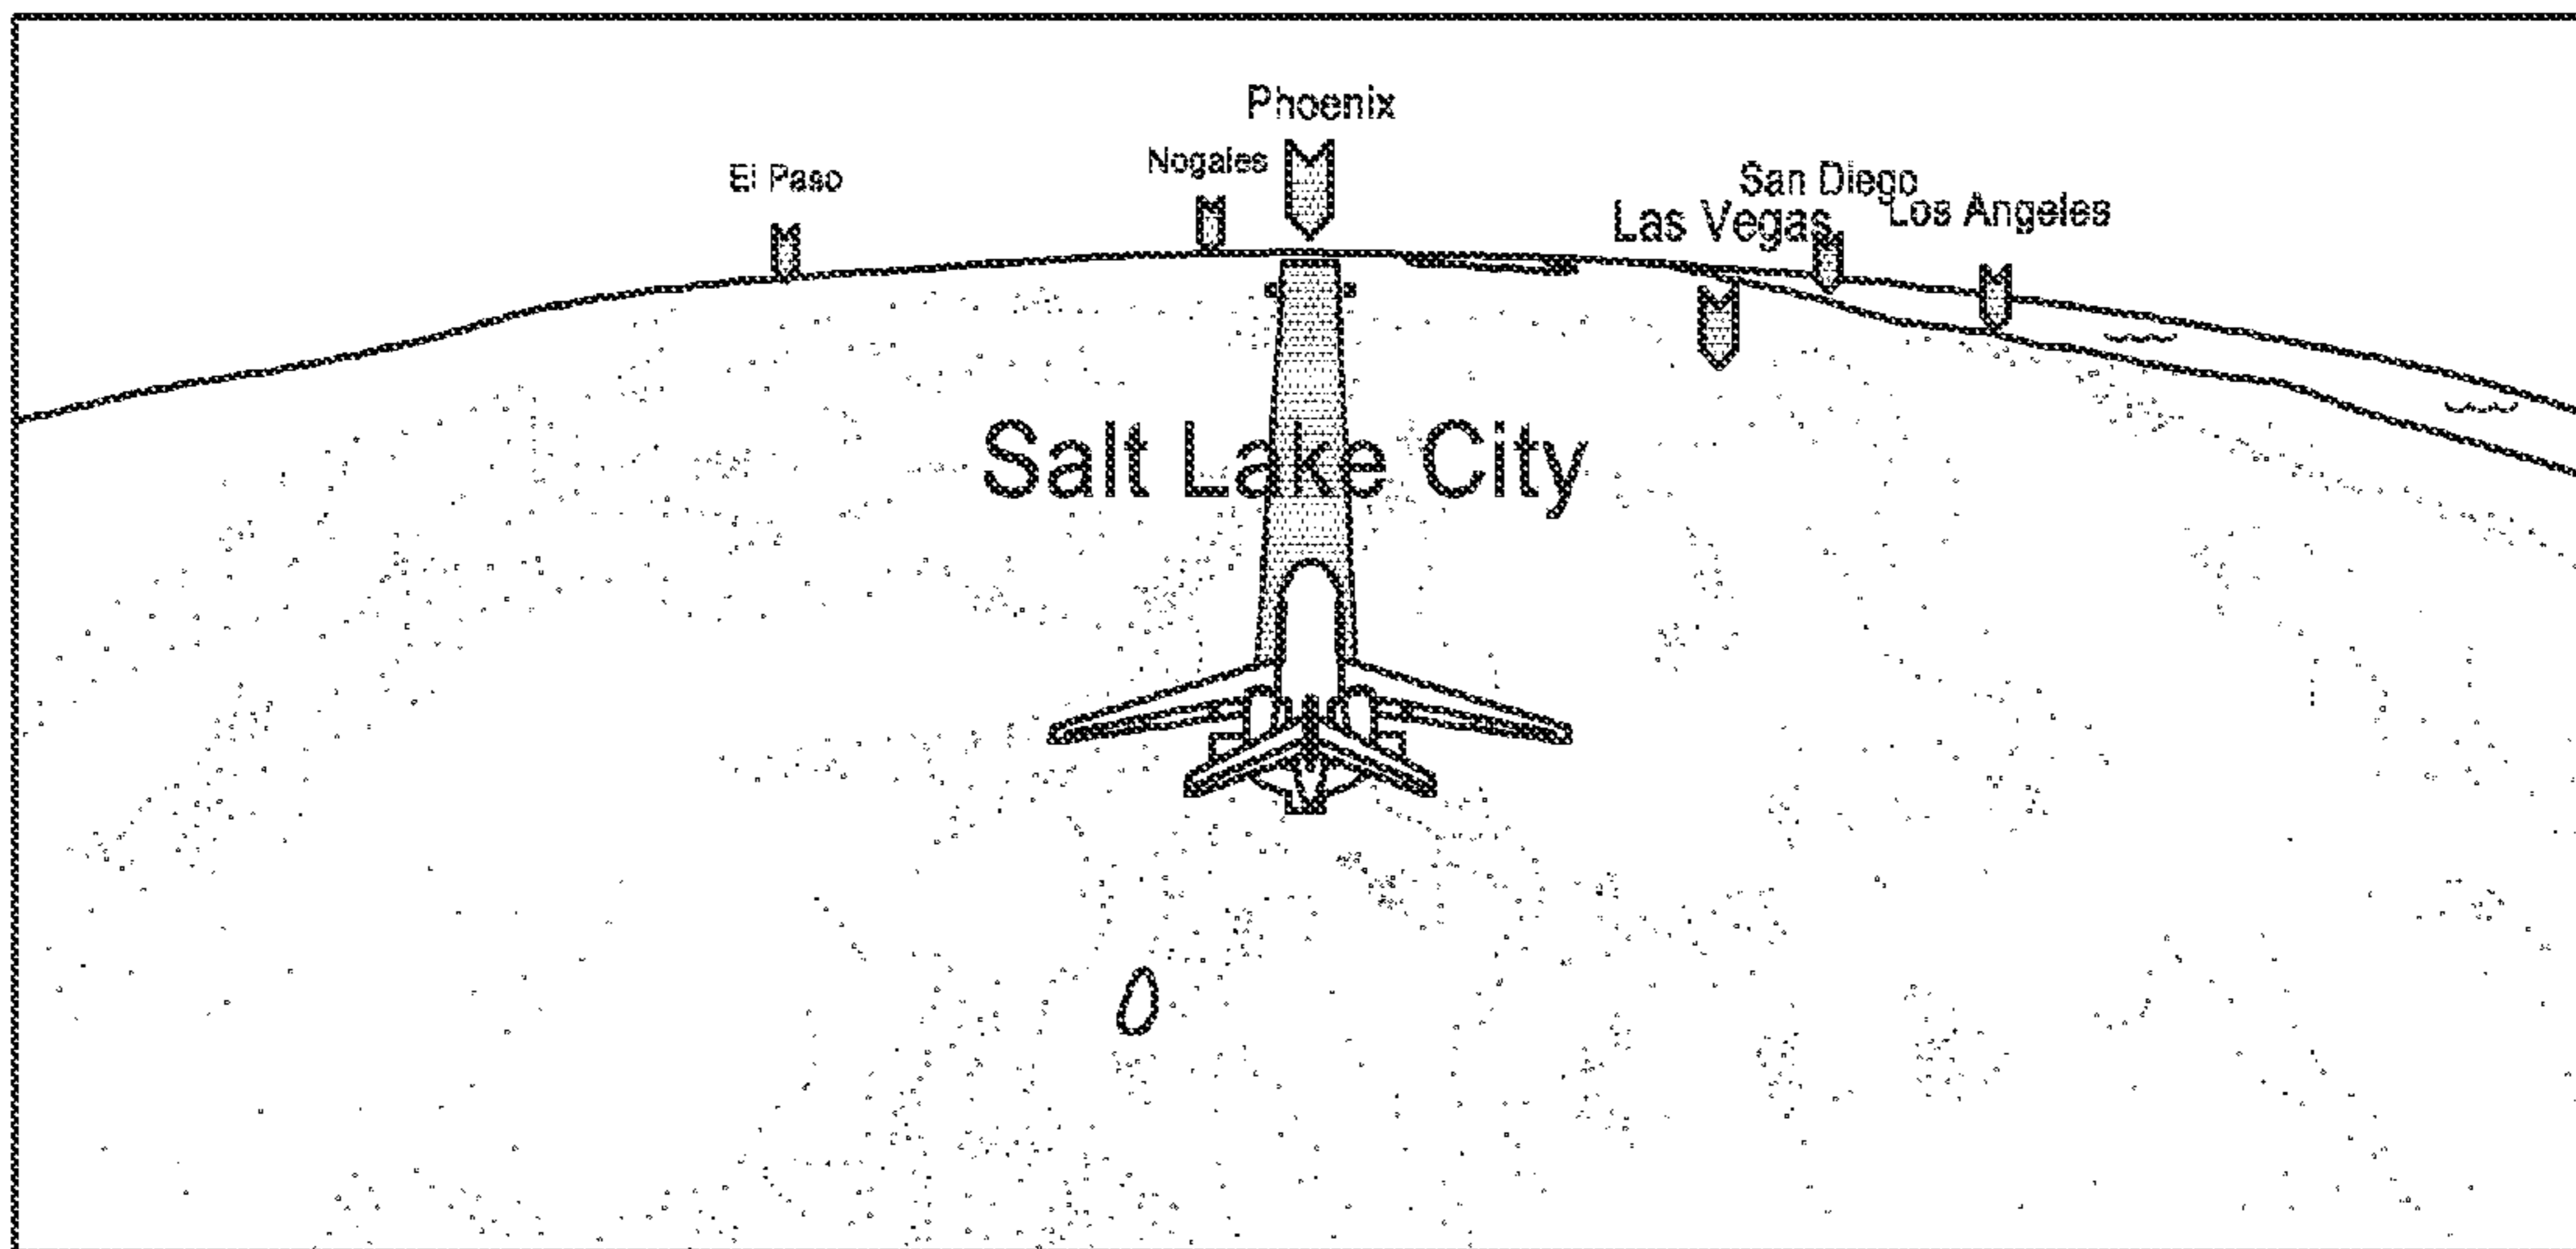 Phoenix
Nogales
El Paso
San Diego
Las Vegas
Los Angeles
Salt Lake City